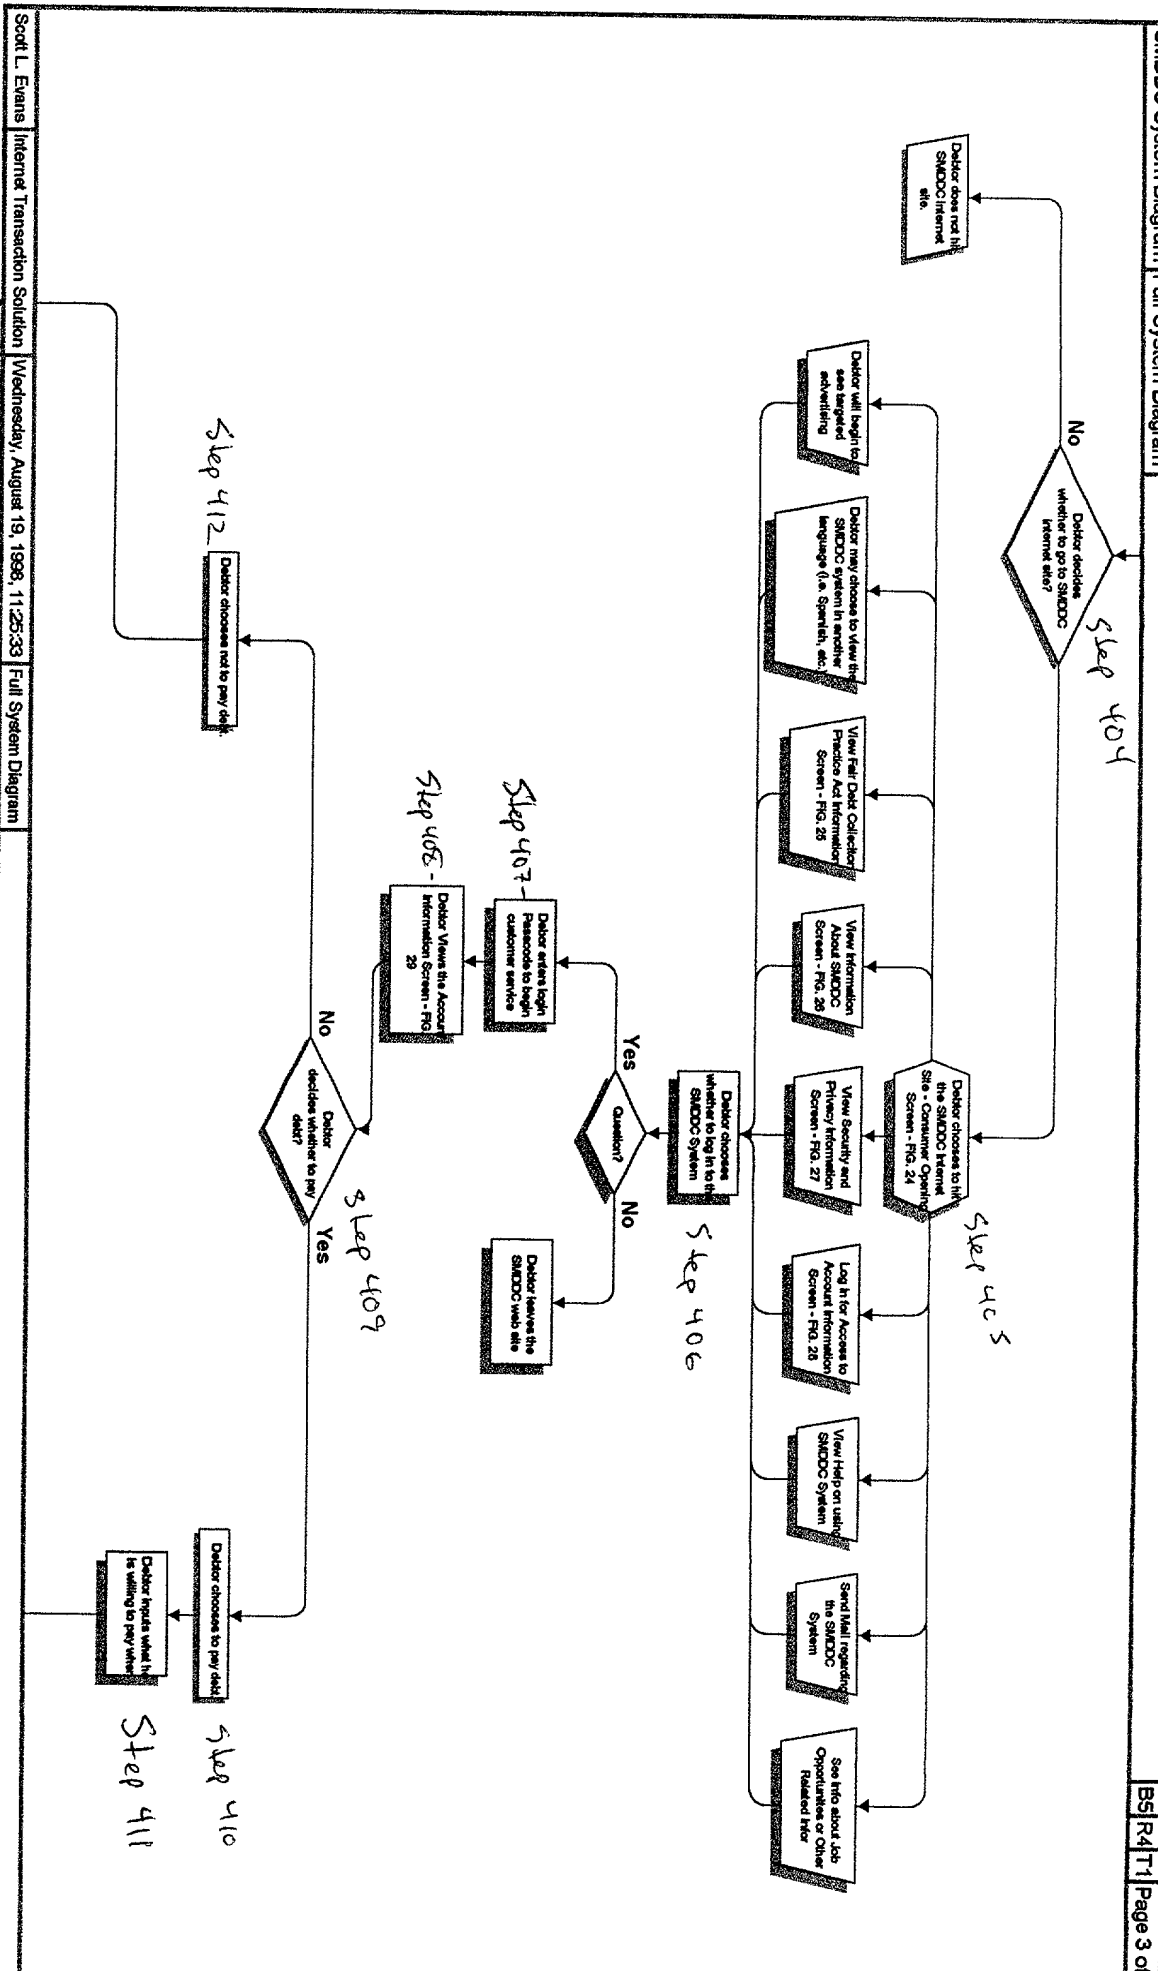 SMDDC System Diagram Full System Diagram
B5 R4 T1 Page 3 of
Debtor decides
whether to go to SMDDC
internet site?
Step 404
No
Debtor does not hit
SMDDC Internet
site.
Debtor chooses to hit
the SMDDC Internet
Site - Consumer Opening
Screen - FIG. 24
Step 405
Debtor will begin to
see targeted
advertising
Debtor may choose to view the
SMDDC system in another
language (i.e. Spanish, etc.)
View Fair Debt Collection
Practice Act Information
Screen - FIG. 25
View Information
About SMDDC
Screen - FIG. 26
View Security and
Privacy Information
Screen - FIG. 27
Log In for Access to
Account Information
Screen - FIG. 28
View Help on using
SMDDC System
Send Mail regarding
the SMDDC
System
See Info about Job
Opportunities or Other
Related Infor
Debtor chooses
whether to log in to the
SMDDC System
Step 406
Question?
Yes
No
Step 407-
Debor enters login
Passcode to begin
customer service
Debtor leaves the
SMDDC web site
Step 408-
Debtor Views the Account
Information Screen - FIG.
29
Debtor
decides whether to pay
debt?
Step 409
No
Yes
Step 412
Debtor chooses not to pay debt.
Debtor chooses to pay debt.
Step 410
Debtor inputs what he
is willing to pay when
Step 411
Scott L. Evans Internet Transaction Solution Wednesday, August 19, 1998, 11:25:33 Full System Diagram